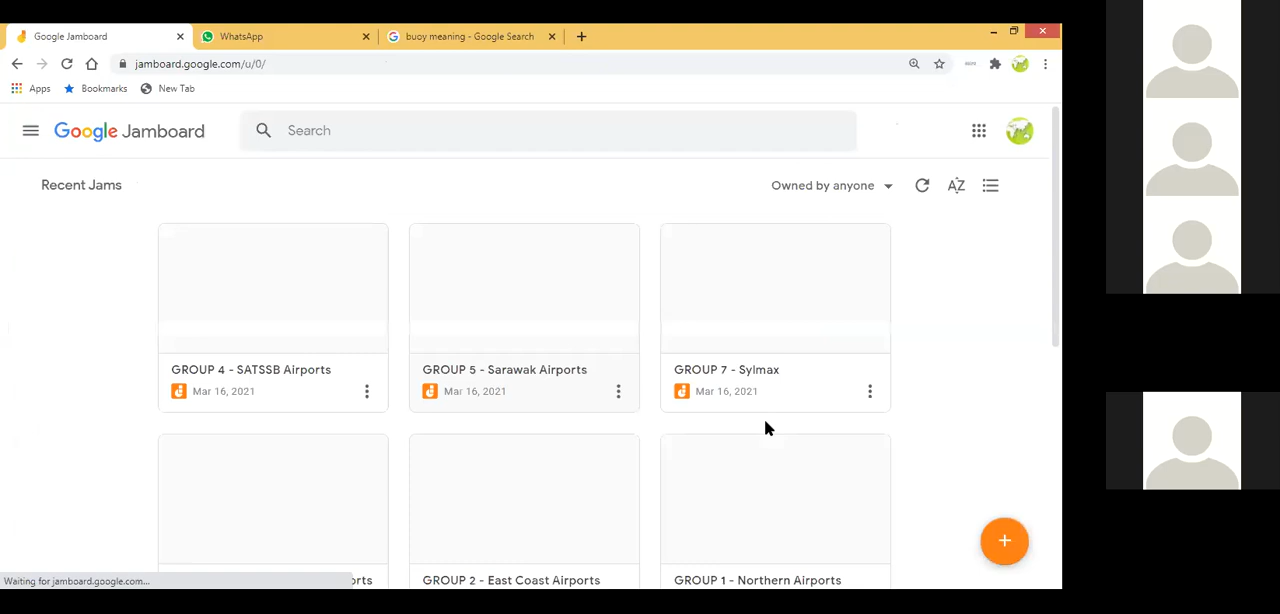 Google Jamboard
WhatsApp
buoy meaning - Google Search
jamboard.google.com/u/0/
Apps
Bookmarks
New Tab
Google Jamboard
Search
Recent Jams
Owned by anyone
AZ
GROUP 4 - SATSSB Airports
Mar 16, 2021
GROUP 5 - Sarawak Airports
Mar 16, 2021
GROUP 7 - Sylmax
Mar 16, 2021
Waiting for jamboard.google.com...
rts
GROUP 2 - East Coast Airports
GROUP 1 - Northern Airports